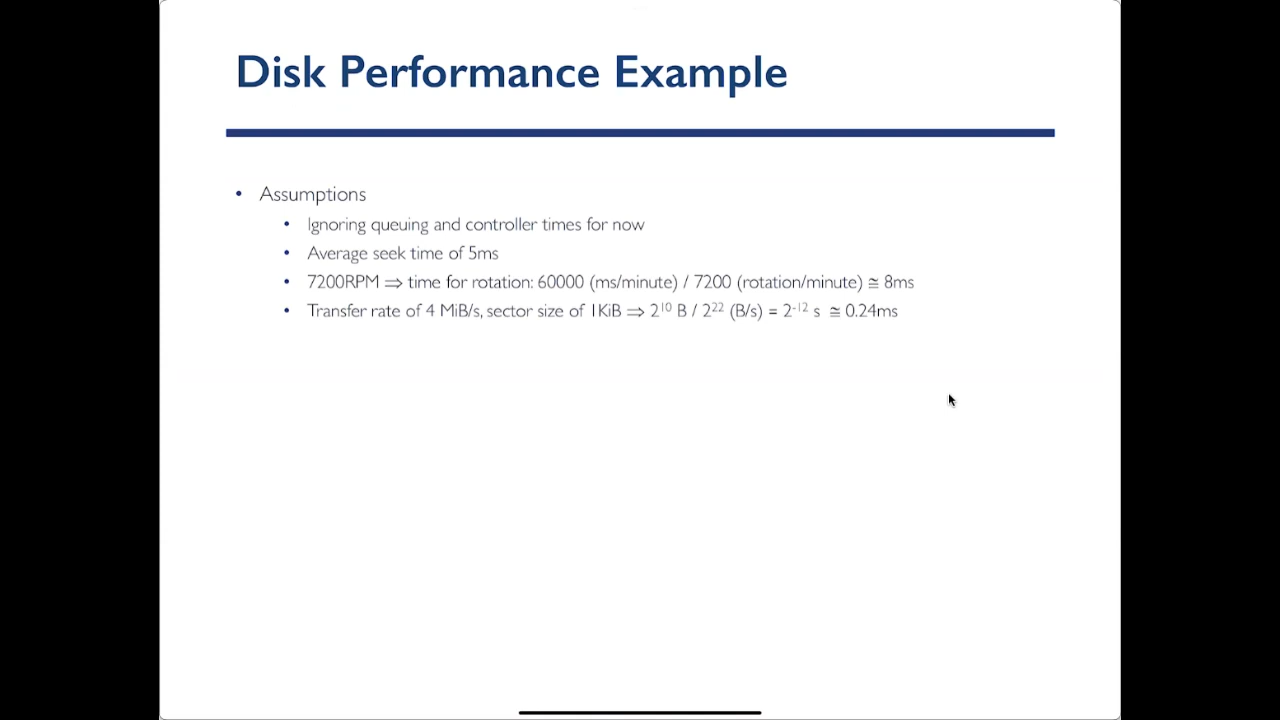 Disk Performance Example
• Assumptions
• Ignoring queuing and controller times for now
• Average seek time of 5ms
• 7200RPM ⇒ time for rotation: 60000 (ms/minute) / 7200 (rotation/minute) ≅ 8ms
• Transfer rate of 4 MiB/s, sector size of 1KiB ⇒ 2¹⁰ B / 2²² (B/s) = 2⁻¹² s ≅ 0.24ms